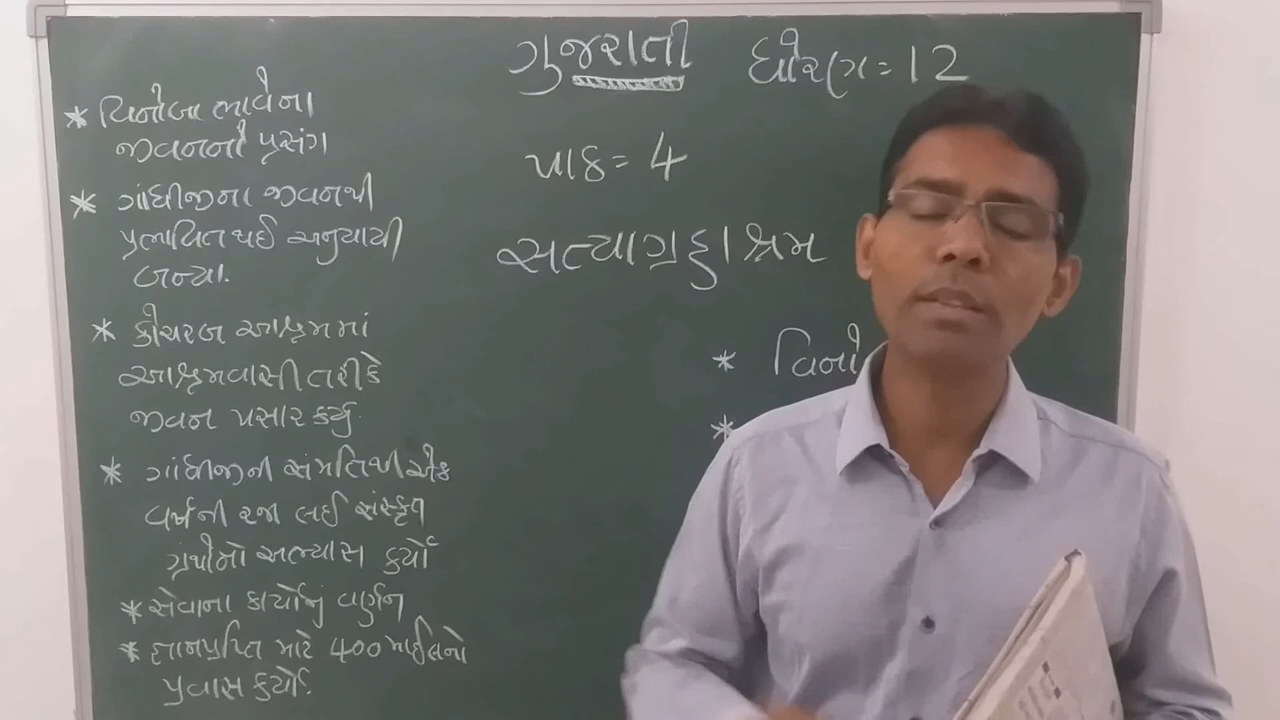 ગુજરાતી ધોરણ = 12
પાઠ = 4
સત્યાગ્રહાશ્રમ
* વિનો
*
* વિનોબા ભાવેના
જીવનનો પ્રસંગ
* ગાંધીજીના જીવનથી
પ્રભાવિત થઈ અનુયાયી
બન્યા.
* કોચરબ આશ્રમમાં
આશ્રમવાસી તરીકે
જીવન પસાર કર્યું.
* ગાંધીજીની સંમતિથી એક
વર્ષની રજા લઈ સંસ્કૃત
ગ્રંથોનો અભ્યાસ કર્યો
* સેવાના કાર્યોનું વર્ણન
* જ્ઞાનપ્રાપ્તિ માટે 400 માઈલનો
પ્રવાસ કર્યો.